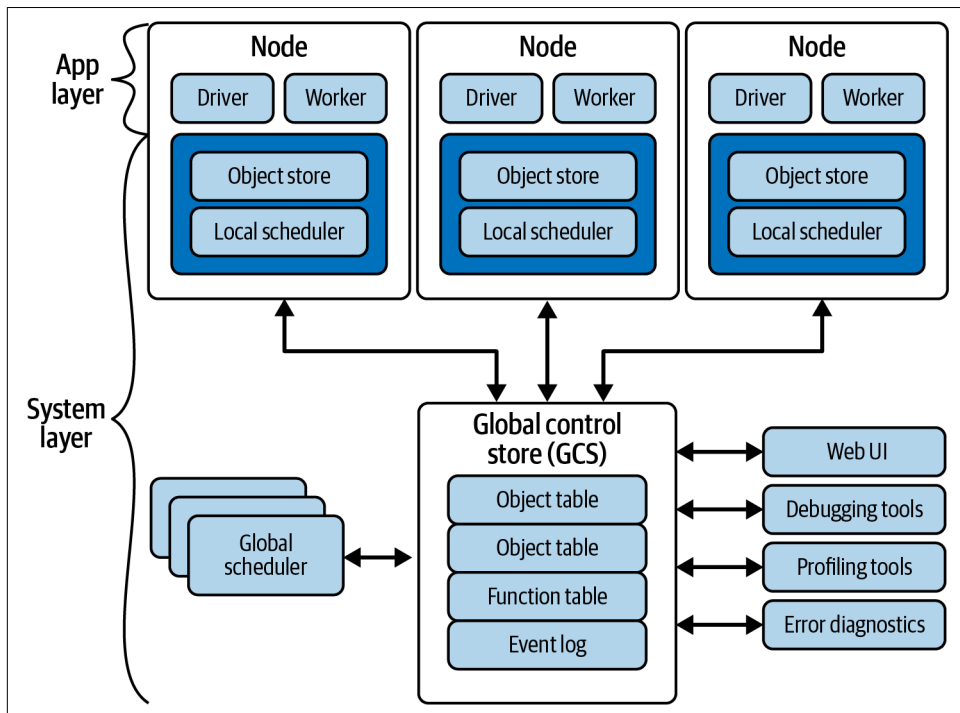 App
layer
Node
Driver
Worker
Object store
Local scheduler
Node
Driver
Worker
Object store
Local scheduler
Node
Driver
Worker
Object store
Local scheduler
System
layer
Global
scheduler
Global control
store (GCS)
Object table
Object table
Function table
Event log
Web UI
Debugging tools
Profiling tools
Error diagnostics